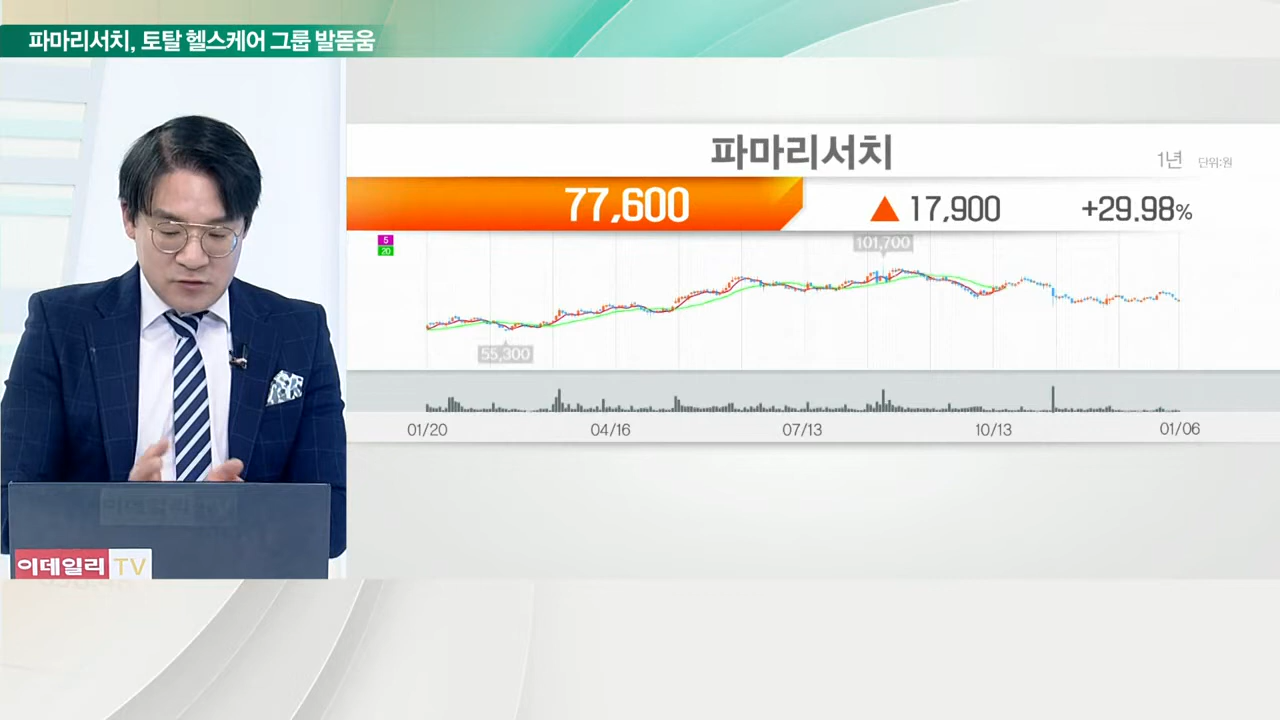 파마리서치, 토탈 헬스케어 그룹 발돋움
파마리서치
1년 단위:원
77,600 ▲ 17,900 +29.98%
5
20
101,700
55,300
01/20 04/16 07/13 10/13 01/06
이데일리 TV